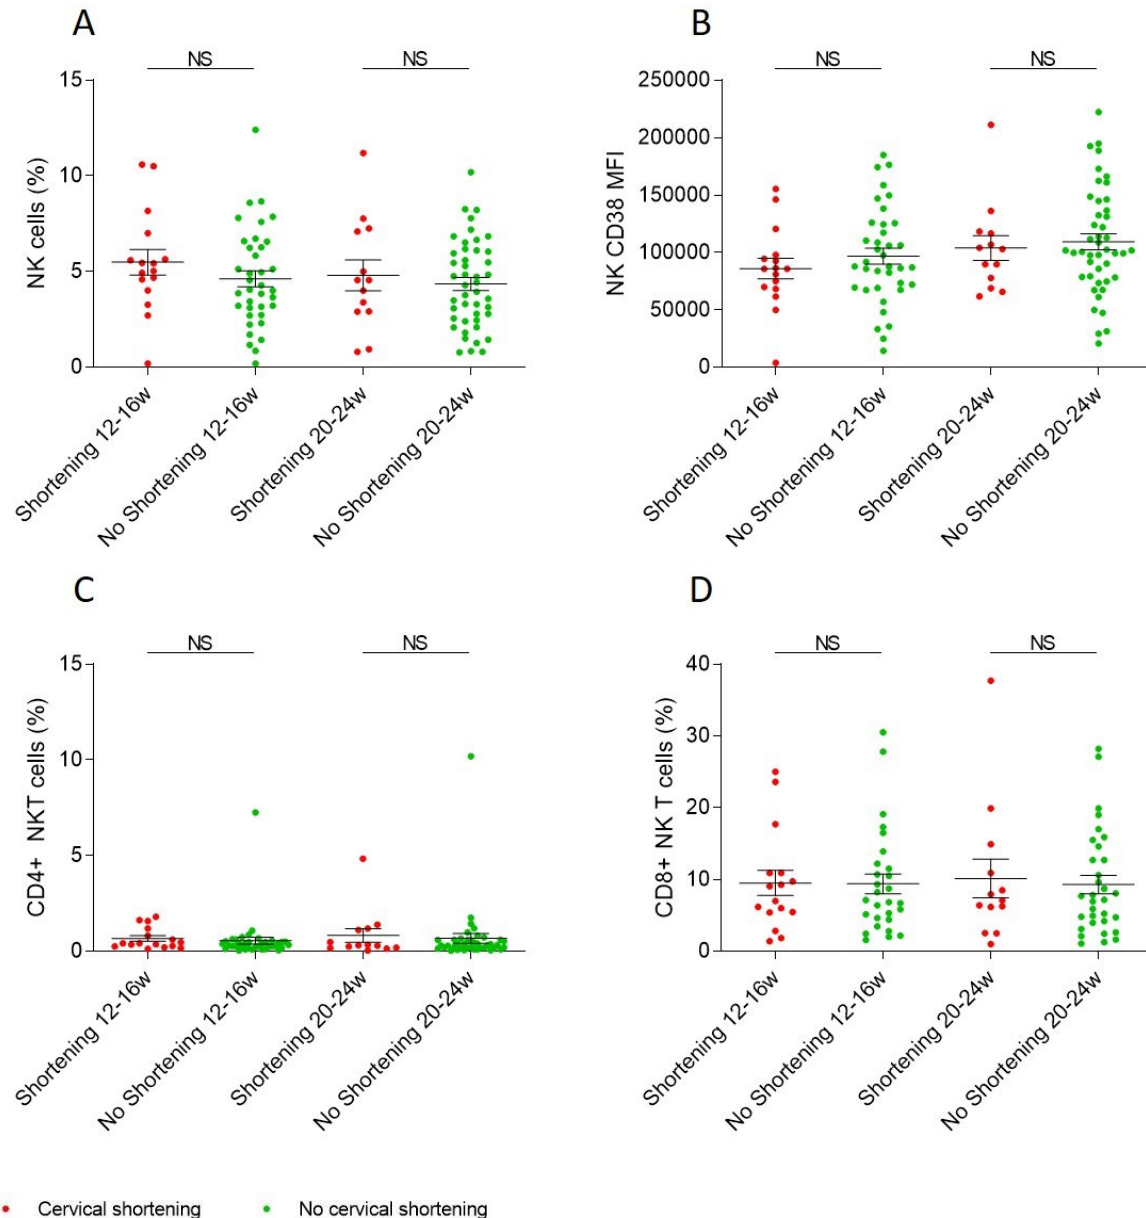 A
NS NS
15
10
5
0
NK cells (%)
Shortening 12-16w
No Shortening 12-16w
Shortening 20-24w
No Shortening 20-24w
B
NS NS
250000
200000
150000
100000
50000
0
NK CD38 MFI
Shortening 12-16w
No Shortening 12-16w
Shortening 20-24w
No Shortening 20-24w
C
NS NS
15
10
5
0
CD4+ NKT cells (%)
Shortening 12-16w
No Shortening 12-16w
Shortening 20-24w
No Shortening 20-24w
D
NS NS
40
30
20
10
0
CD8+ NK T cells (%)
Shortening 12-16w
No Shortening 12-16w
Shortening 20-24w
No Shortening 20-24w
Cervical shortening No cervical shortening